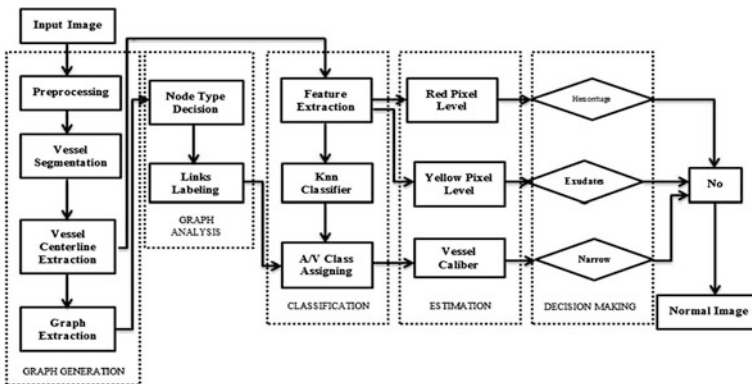 Input Image
Preprocessing
Vessel
Segmentation
Vessel
Centerline
Extraction
Graph
Extraction
GRAPH GENERATION
Node Type
Decision
Links
Labeling
GRAPH
ANALYSIS
Feature
Extraction
Knn
Classifier
A/V Class
Assigning
CLASSIFICATION
Red Pixel
Level
Yellow Pixel
Level
Vessel
Caliber
ESTIMATION
Hemorrhage
Exudates
Narrow
DECISION MAKING
No
Normal Image